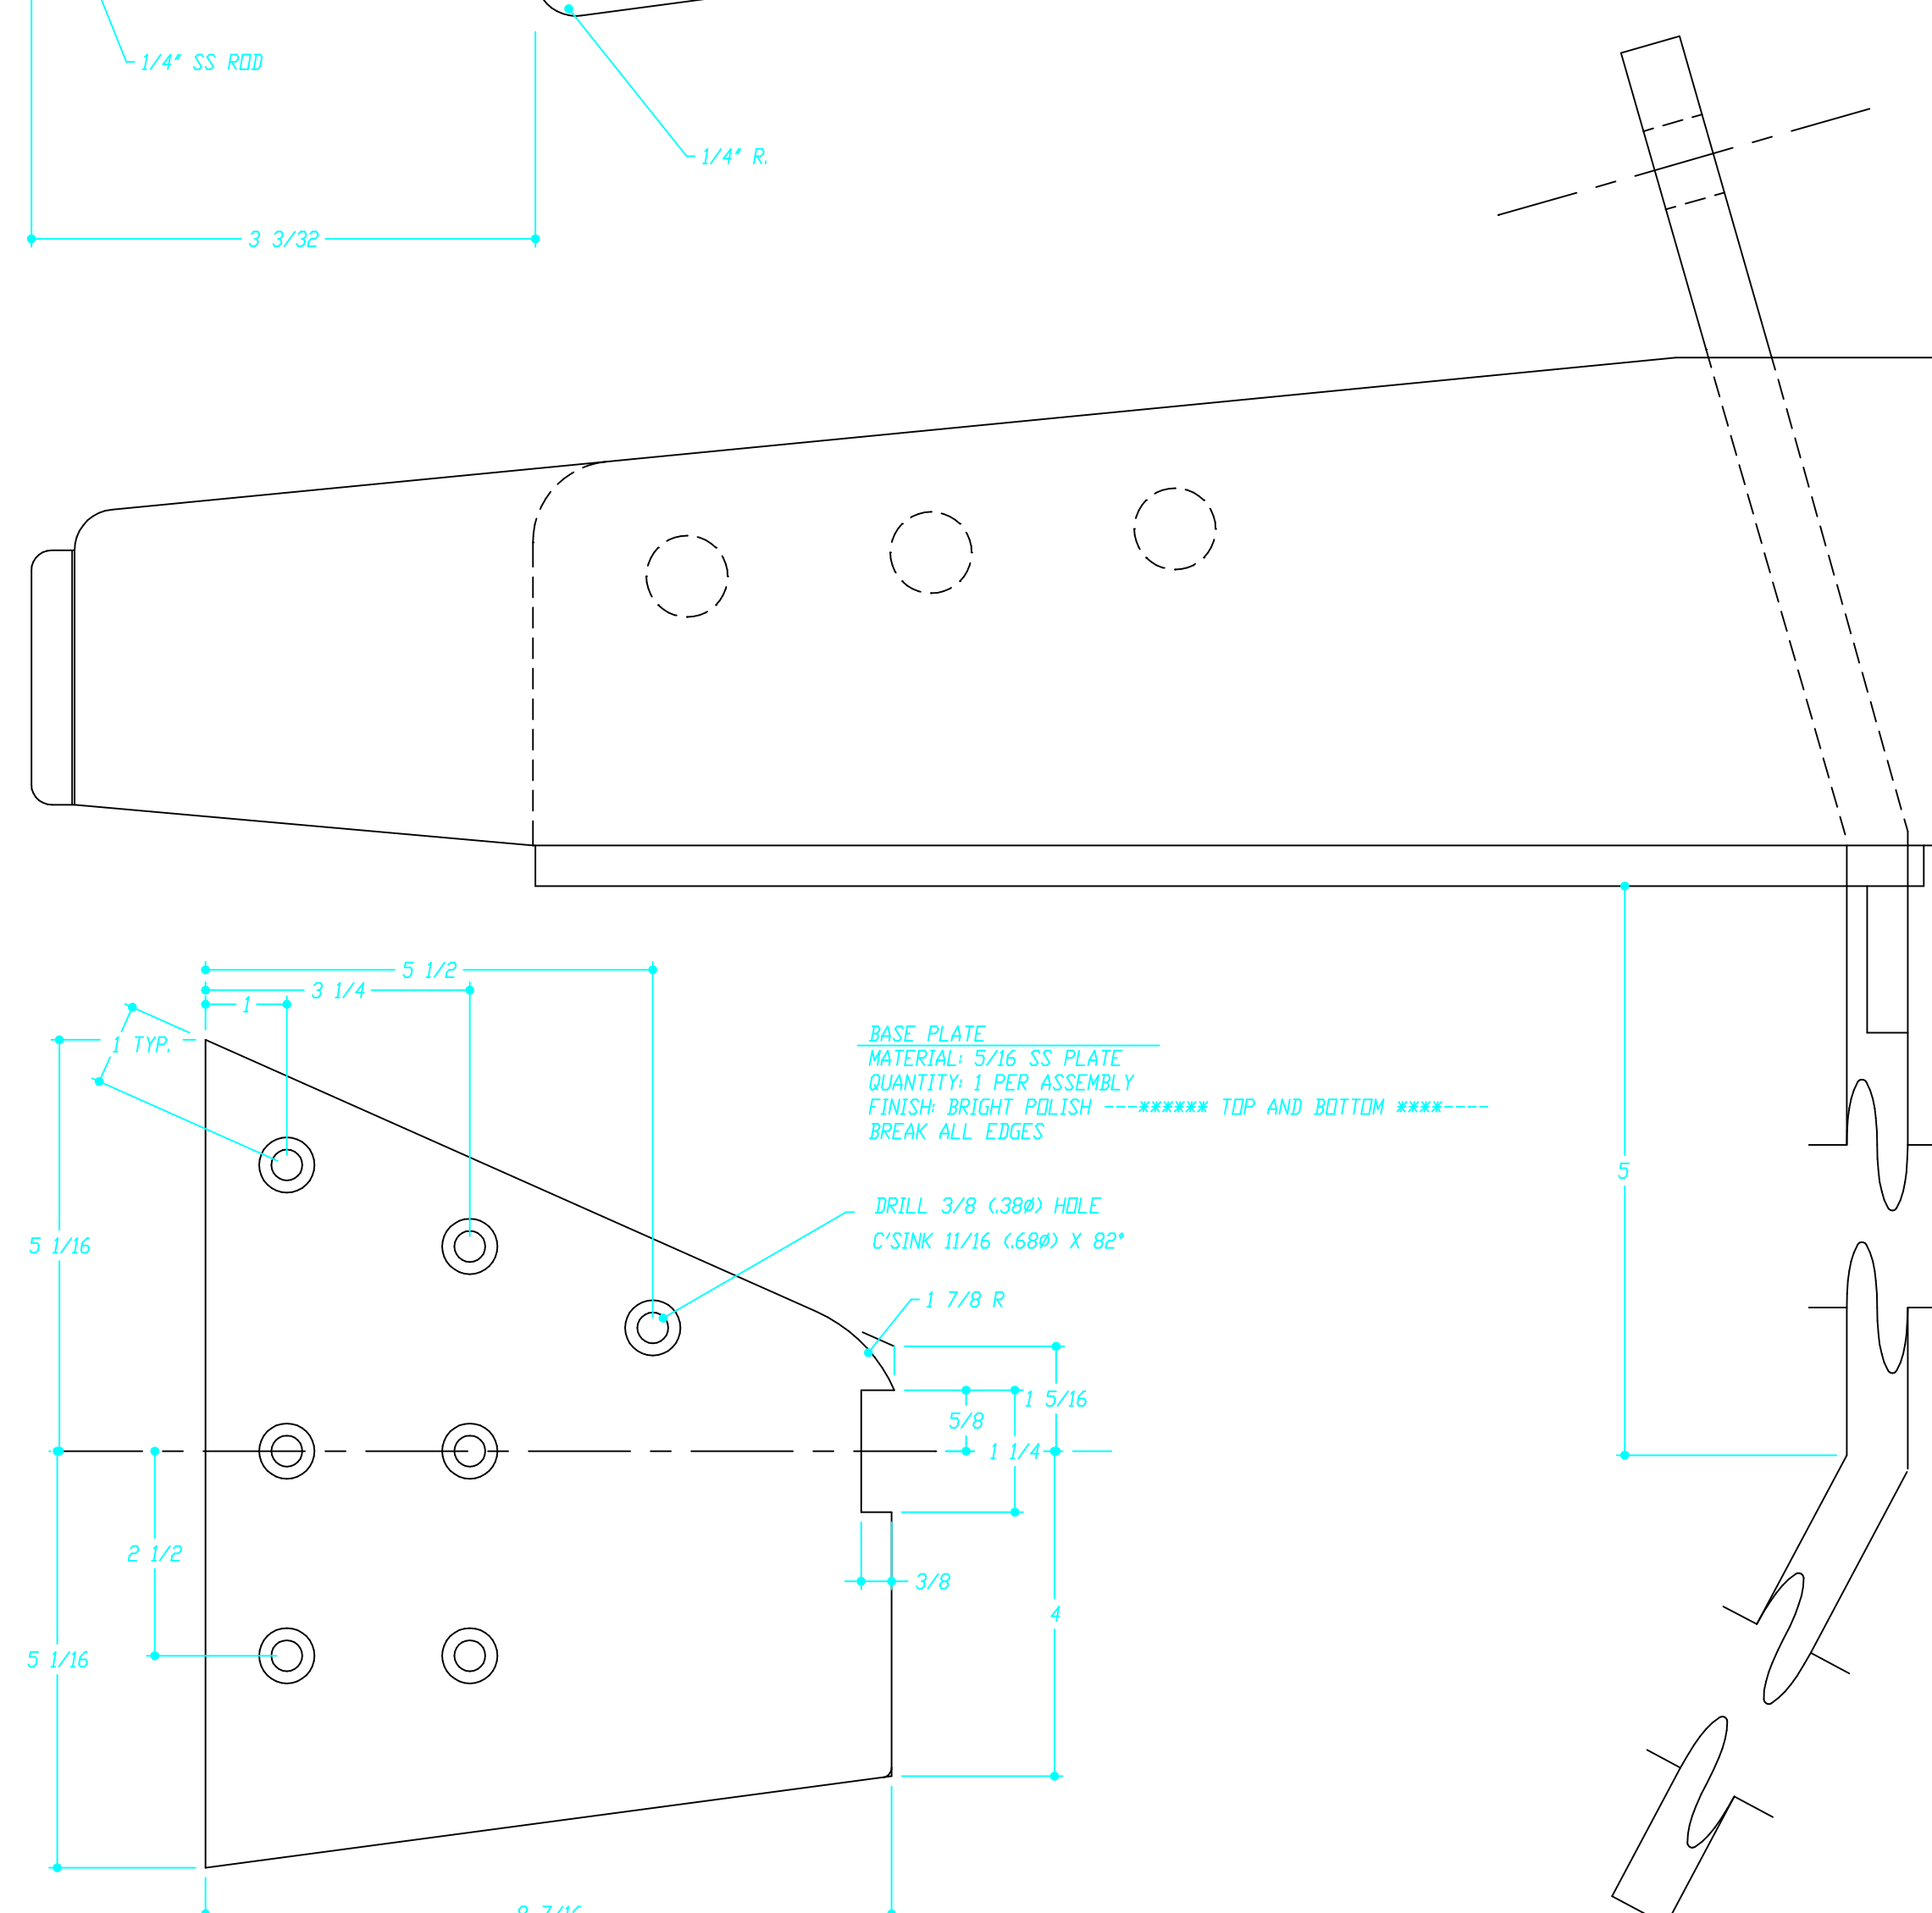 1/4" SS ROD
1/4" R.
3 3/32
5 1/2
3 1/4
1
1 TYP.
BASE PLATE
MATERIAL: 5/16 SS PLATE
QUANTITY: 1 PER ASSEMBLY
FINISH: BRIGHT POLISH ---****** TOP AND BOTTOM ****----
BREAK ALL EDGES
5
DRILL 3/8 (.38Ø) HOLE
C'SINK 11/16 (.68Ø) X 82°
5 1/16
1 7/8 R
1 5/16
5/8
1 1/4
2 1/2
3/8
4
5 1/16
7/16